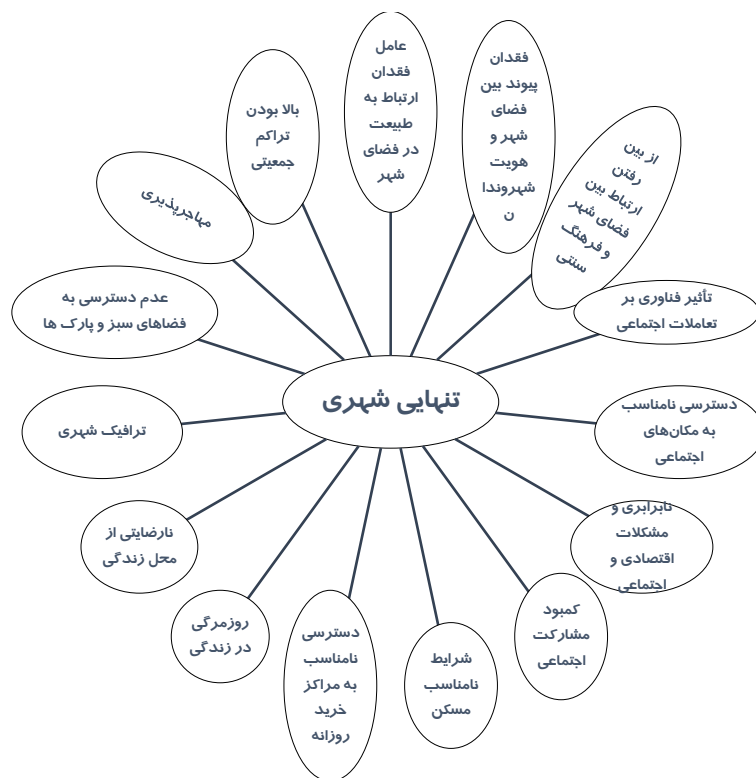 عامل
فقدان
ارتباط به
طبیعت
در فضای
شهر
فقدان
پیوند بین
فضای
شهر و
هویت
شهروندا
ن
از بین
رفتن
ارتباط بین
فضای شهر
و فرهنگ
سنتی
تأثیر فناوری بر
تعاملات اجتماعی
دسترسی نامناسب
به مکان‌های
اجتماعی
نابرابری و
مشکلات
اقتصادی و
اجتماعی
کمبود
مشارکت
اجتماعی
شرایط
نامناسب
مسکن
دسترسی
نامناسب
به مراکز
خرید
روزانه
روزمرگی
در زندگی
نارضایتی از
محل زندگی
ترافیک شهری
عدم دسترسی به
فضاهای سبز و پارک ها
مهاجرپذیری
بالا بودن
تراکم
جمعیتی
تنهایی شهری